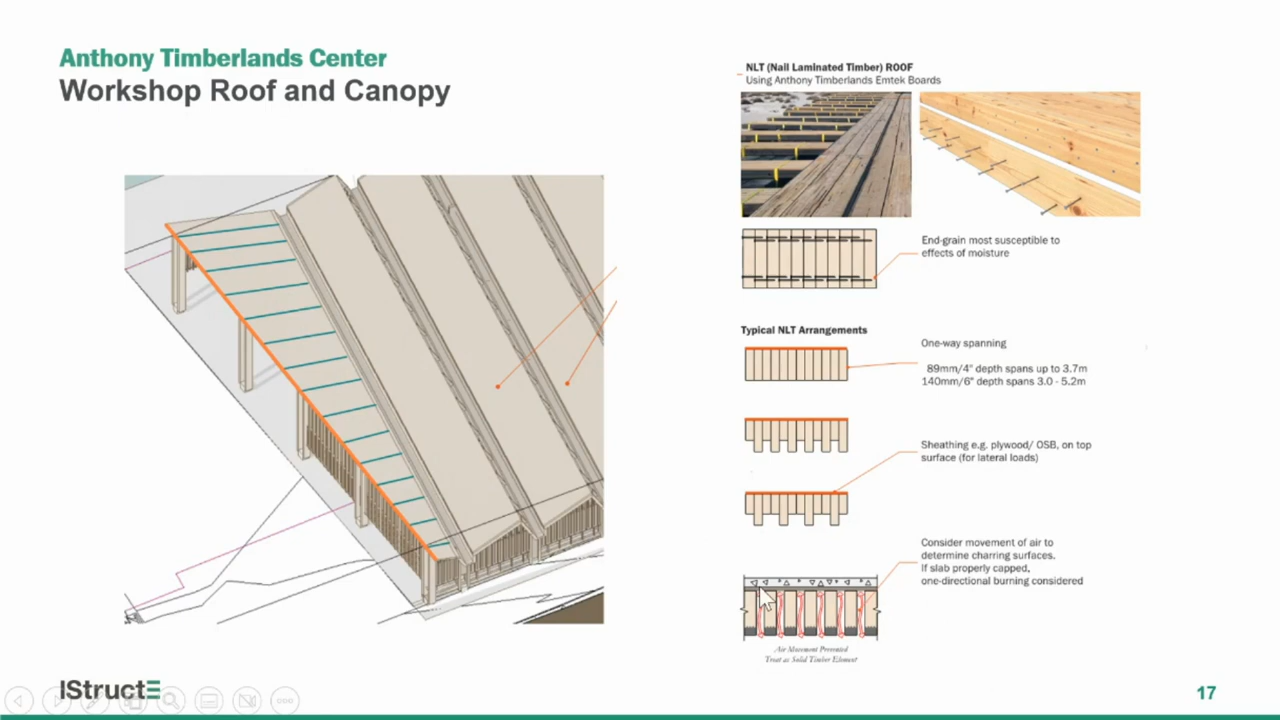 Anthony Timberlands Center
Workshop Roof and Canopy
NLT (Nail Laminated Timber) ROOF
Using Anthony Timberlands Emtek Boards
End-grain most susceptible to
effects of moisture
Typical NLT Arrangements
One-way spanning
89mm/4" depth spans up to 3.7m
140mm/6" depth spans 3.0 - 5.2m
Sheathing e.g. plywood/ OSB, on top
surface (for lateral loads)
Consider movement of air to
determine charring surfaces.
If slab properly capped,
one-directional burning considered
Air Movement Prevented
Treat as Solid Timber Element
IStructE
17